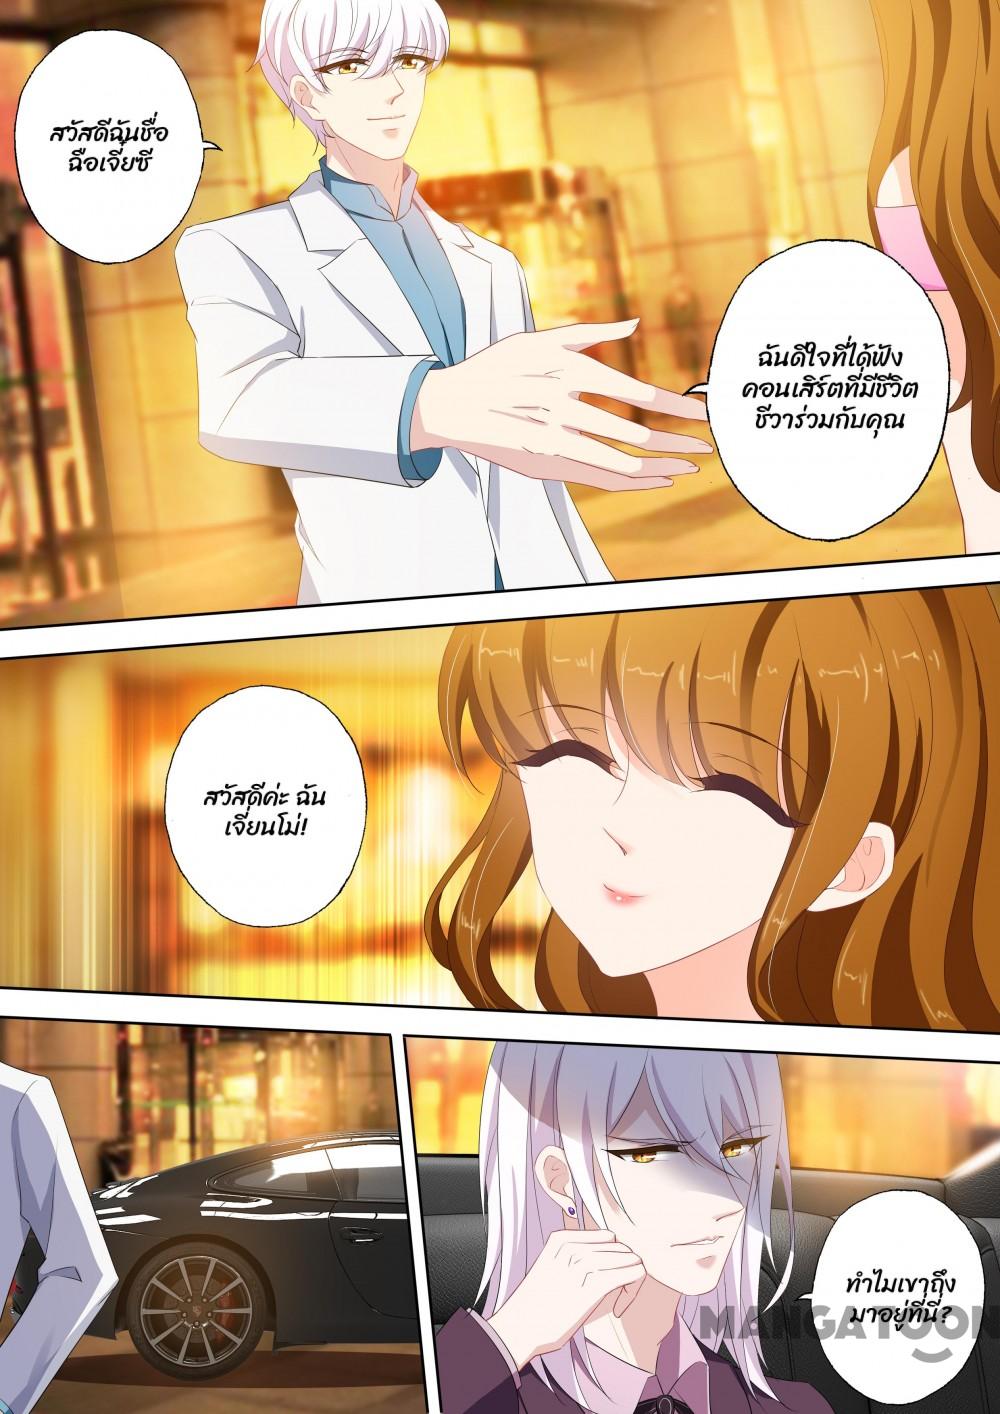 สวัสดีฉันชื่อ
ฉือเจี๋ยซี
ฉันดีใจที่ได้ฟัง
คอนเสิร์ตที่มีชีวิต
ชีวาร่วมกับคุณ
สวัสดีค่ะ ฉัน
เจี่ยนโม่!
ทำไมเขาถึง
มาอยู่ที่นี่?
MANGATOON